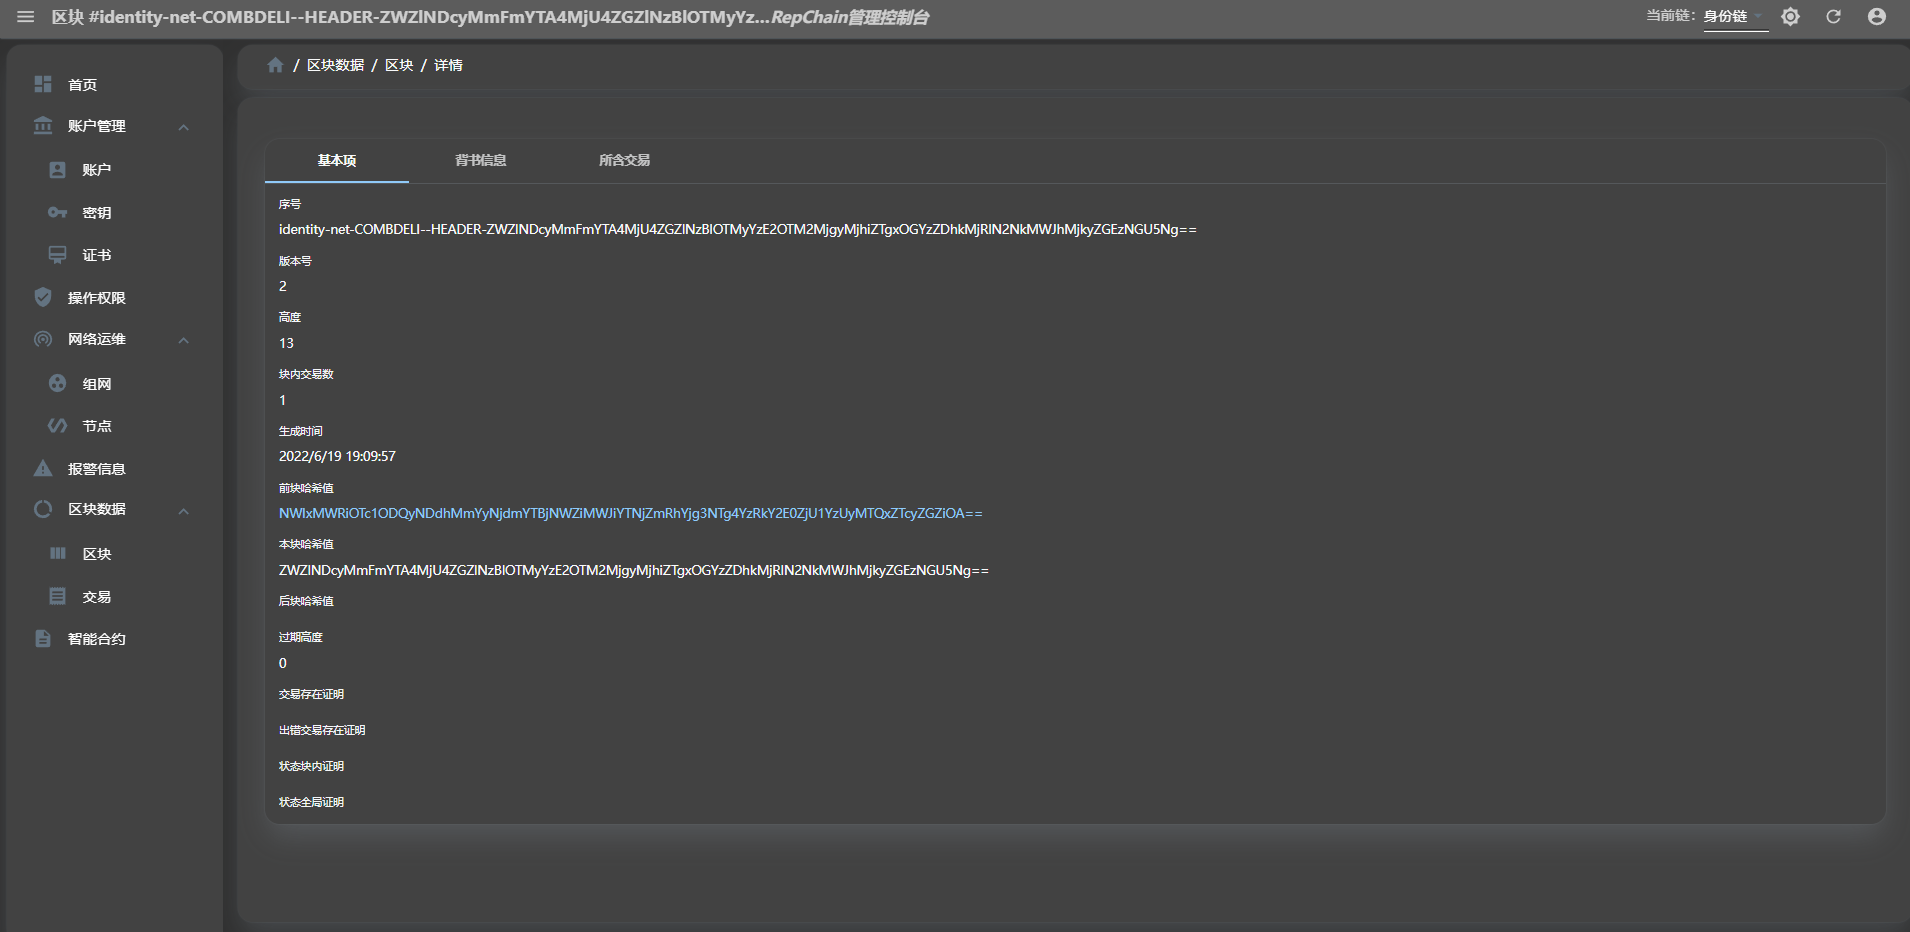 区块 #identity-net-COMBDELI--HEADER-ZWZlNDcyMmFmYTA4MjU4ZGZlNzBlOTMyYz... RepChain管理控制台
当前链: 身份链
首页
账户管理
账户
密钥
证书
操作权限
网络运维
组网
节点
报警信息
区块数据
区块
交易
智能合约
/ 区块数据 / 区块 / 详情
基本项 背书信息 所含交易
序号
identity-net-COMBDELI--HEADER-ZWZlNDcyMmFmYTA4MjU4ZGZlNzBlOTMyYzE2OTM2MjgyMjhiZTgxOGYzZDhkMjRlN2NkMWJhMjkyZGEzNGU5Ng==
版本号
2
高度
13
块内交易数
1
生成时间
2022/6/19 19:09:57
前块哈希值
NWIxMWRiOTc1ODQyNDdhMmYyNjdmYTBjNWZiMWJiYTNjZmRhYjg3NTg4YzRkY2E0ZjU1YzUyMTQxZTcyZGZiOA==
本块哈希值
ZWZlNDcyMmFmYTA4MjU4ZGZlNzBlOTMyYzE2OTM2MjgyMjhiZTgxOGYzZDhkMjRlN2NkMWJhMjkyZGEzNGU5Ng==
后块哈希值
过期高度
0
交易存在证明
出错交易存在证明
状态块内证明
状态全局证明